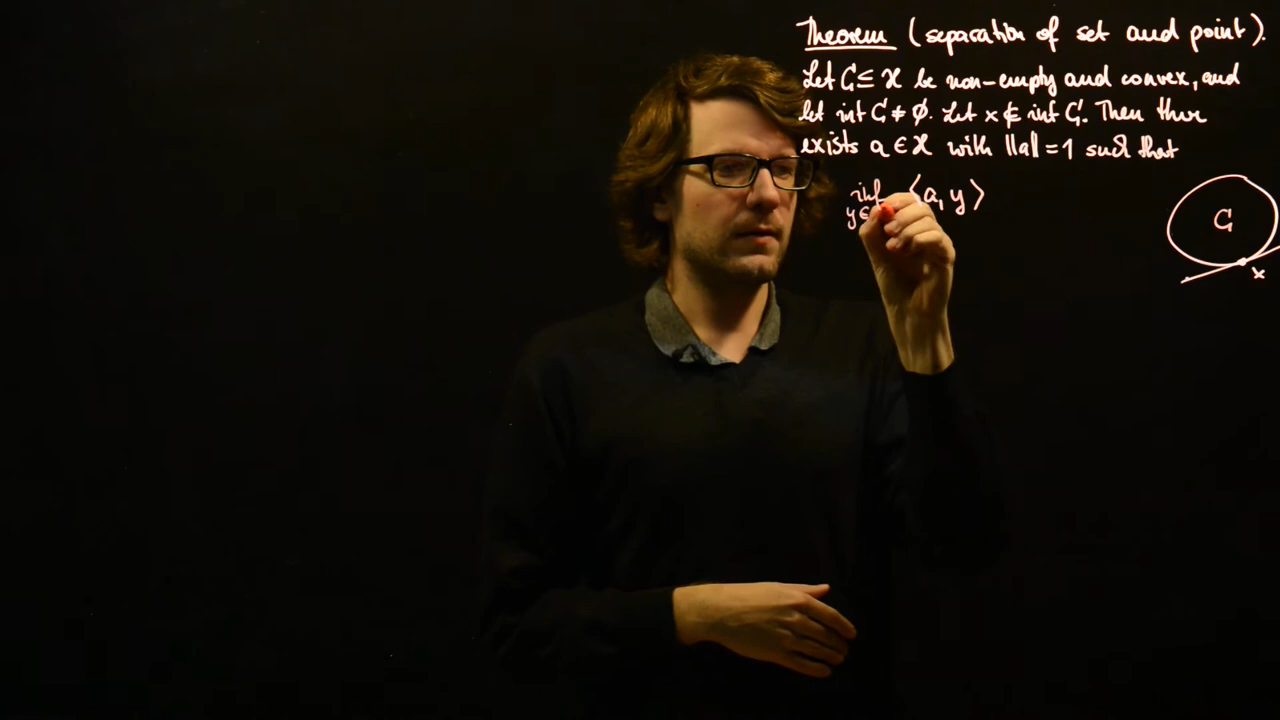 Theorem (separation of set and point).
Let C ⊆ ℋ be non-empty and convex, and
let int C ≠ ∅. Let x ∉ int C. Then there
exists a ∈ ℋ with ||a|| = 1 such that
inf ⟨a, y⟩
y ∈
C
x